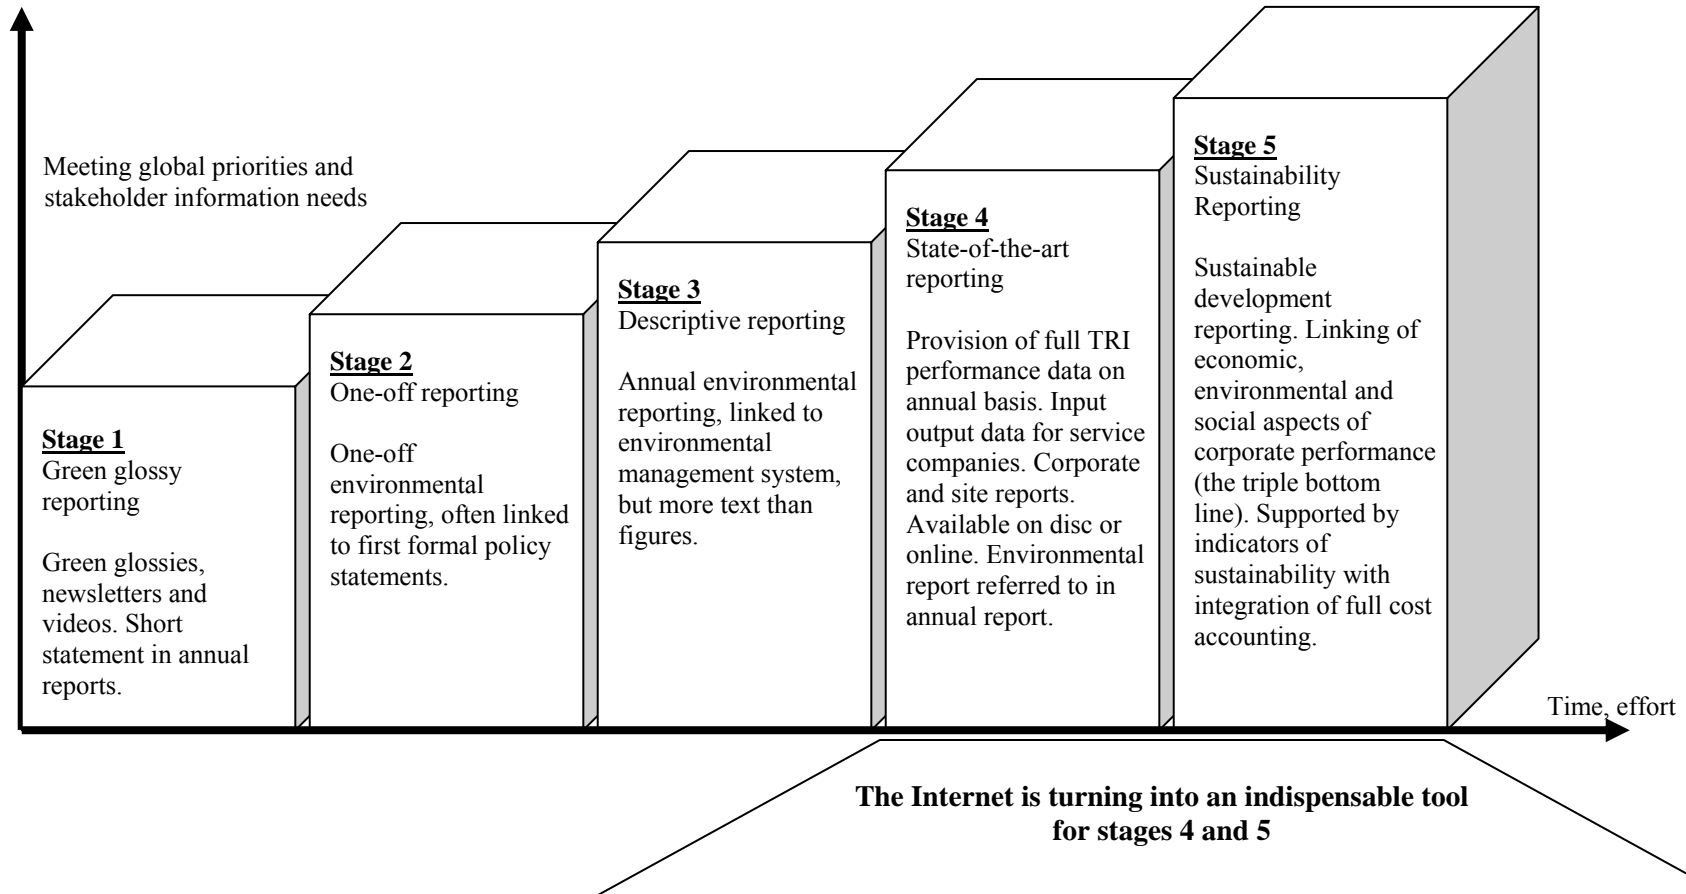 Meeting global priorities and
stakeholder information needs
Stage 1
Green glossy
reporting
Green glossies,
newsletters and
videos. Short
statement in annual
reports.
Stage 2
One-off reporting
One-off
environmental
reporting, often linked
to first formal policy
statements.
Stage 3
Descriptive reporting
Annual environmental
reporting, linked to
environmental
management system,
but more text than
figures.
Stage 4
State-of-the-art
reporting
Provision of full TRI
performance data on
annual basis. Input
output data for service
companies. Corporate
and site reports.
Available on disc or
online. Environmental
report referred to in
annual report.
Stage 5
Sustainability
Reporting
Sustainable
development
reporting. Linking of
economic,
environmental and
social aspects of
corporate performance
(the triple bottom
line). Supported by
indicators of
sustainability with
integration of full cost
accounting.
Time, effort
The Internet is turning into an indispensable tool
for stages 4 and 5